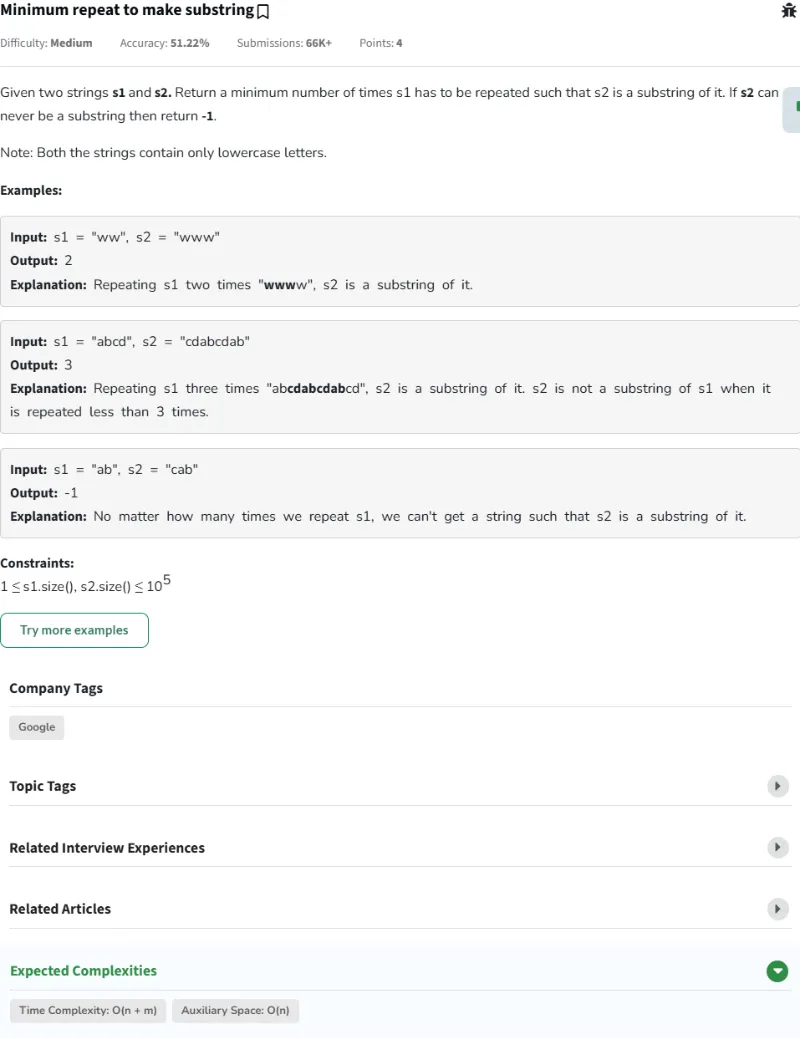 Minimum repeat to make substring
Difficulty: Medium Accuracy: 51.22% Submissions: 66K+ Points: 4
Given two strings s1 and s2. Return a minimum number of times s1 has to be repeated such that s2 is a substring of it. If s2 can
never be a substring then return -1.
Note: Both the strings contain only lowercase letters.
Examples:
Input: s1 = "ww", s2 = "www"
Output: 2
Explanation: Repeating s1 two times "wwww", s2 is a substring of it.
Input: s1 = "abcd", s2 = "cdabcdab"
Output: 3
Explanation: Repeating s1 three times "abcdabcdabcd", s2 is a substring of it. s2 is not a substring of s1 when it
is repeated less than 3 times.
Input: s1 = "ab", s2 = "cab"
Output: -1
Explanation: No matter how many times we repeat s1, we can't get a string such that s2 is a substring of it.
Constraints:
1 ≤ s1.size(), s2.size() ≤ 10^5
Try more examples
Company Tags
Google
Topic Tags
Related Interview Experiences
Related Articles
Expected Complexities
Time Complexity: O(n + m) Auxiliary Space: O(n)